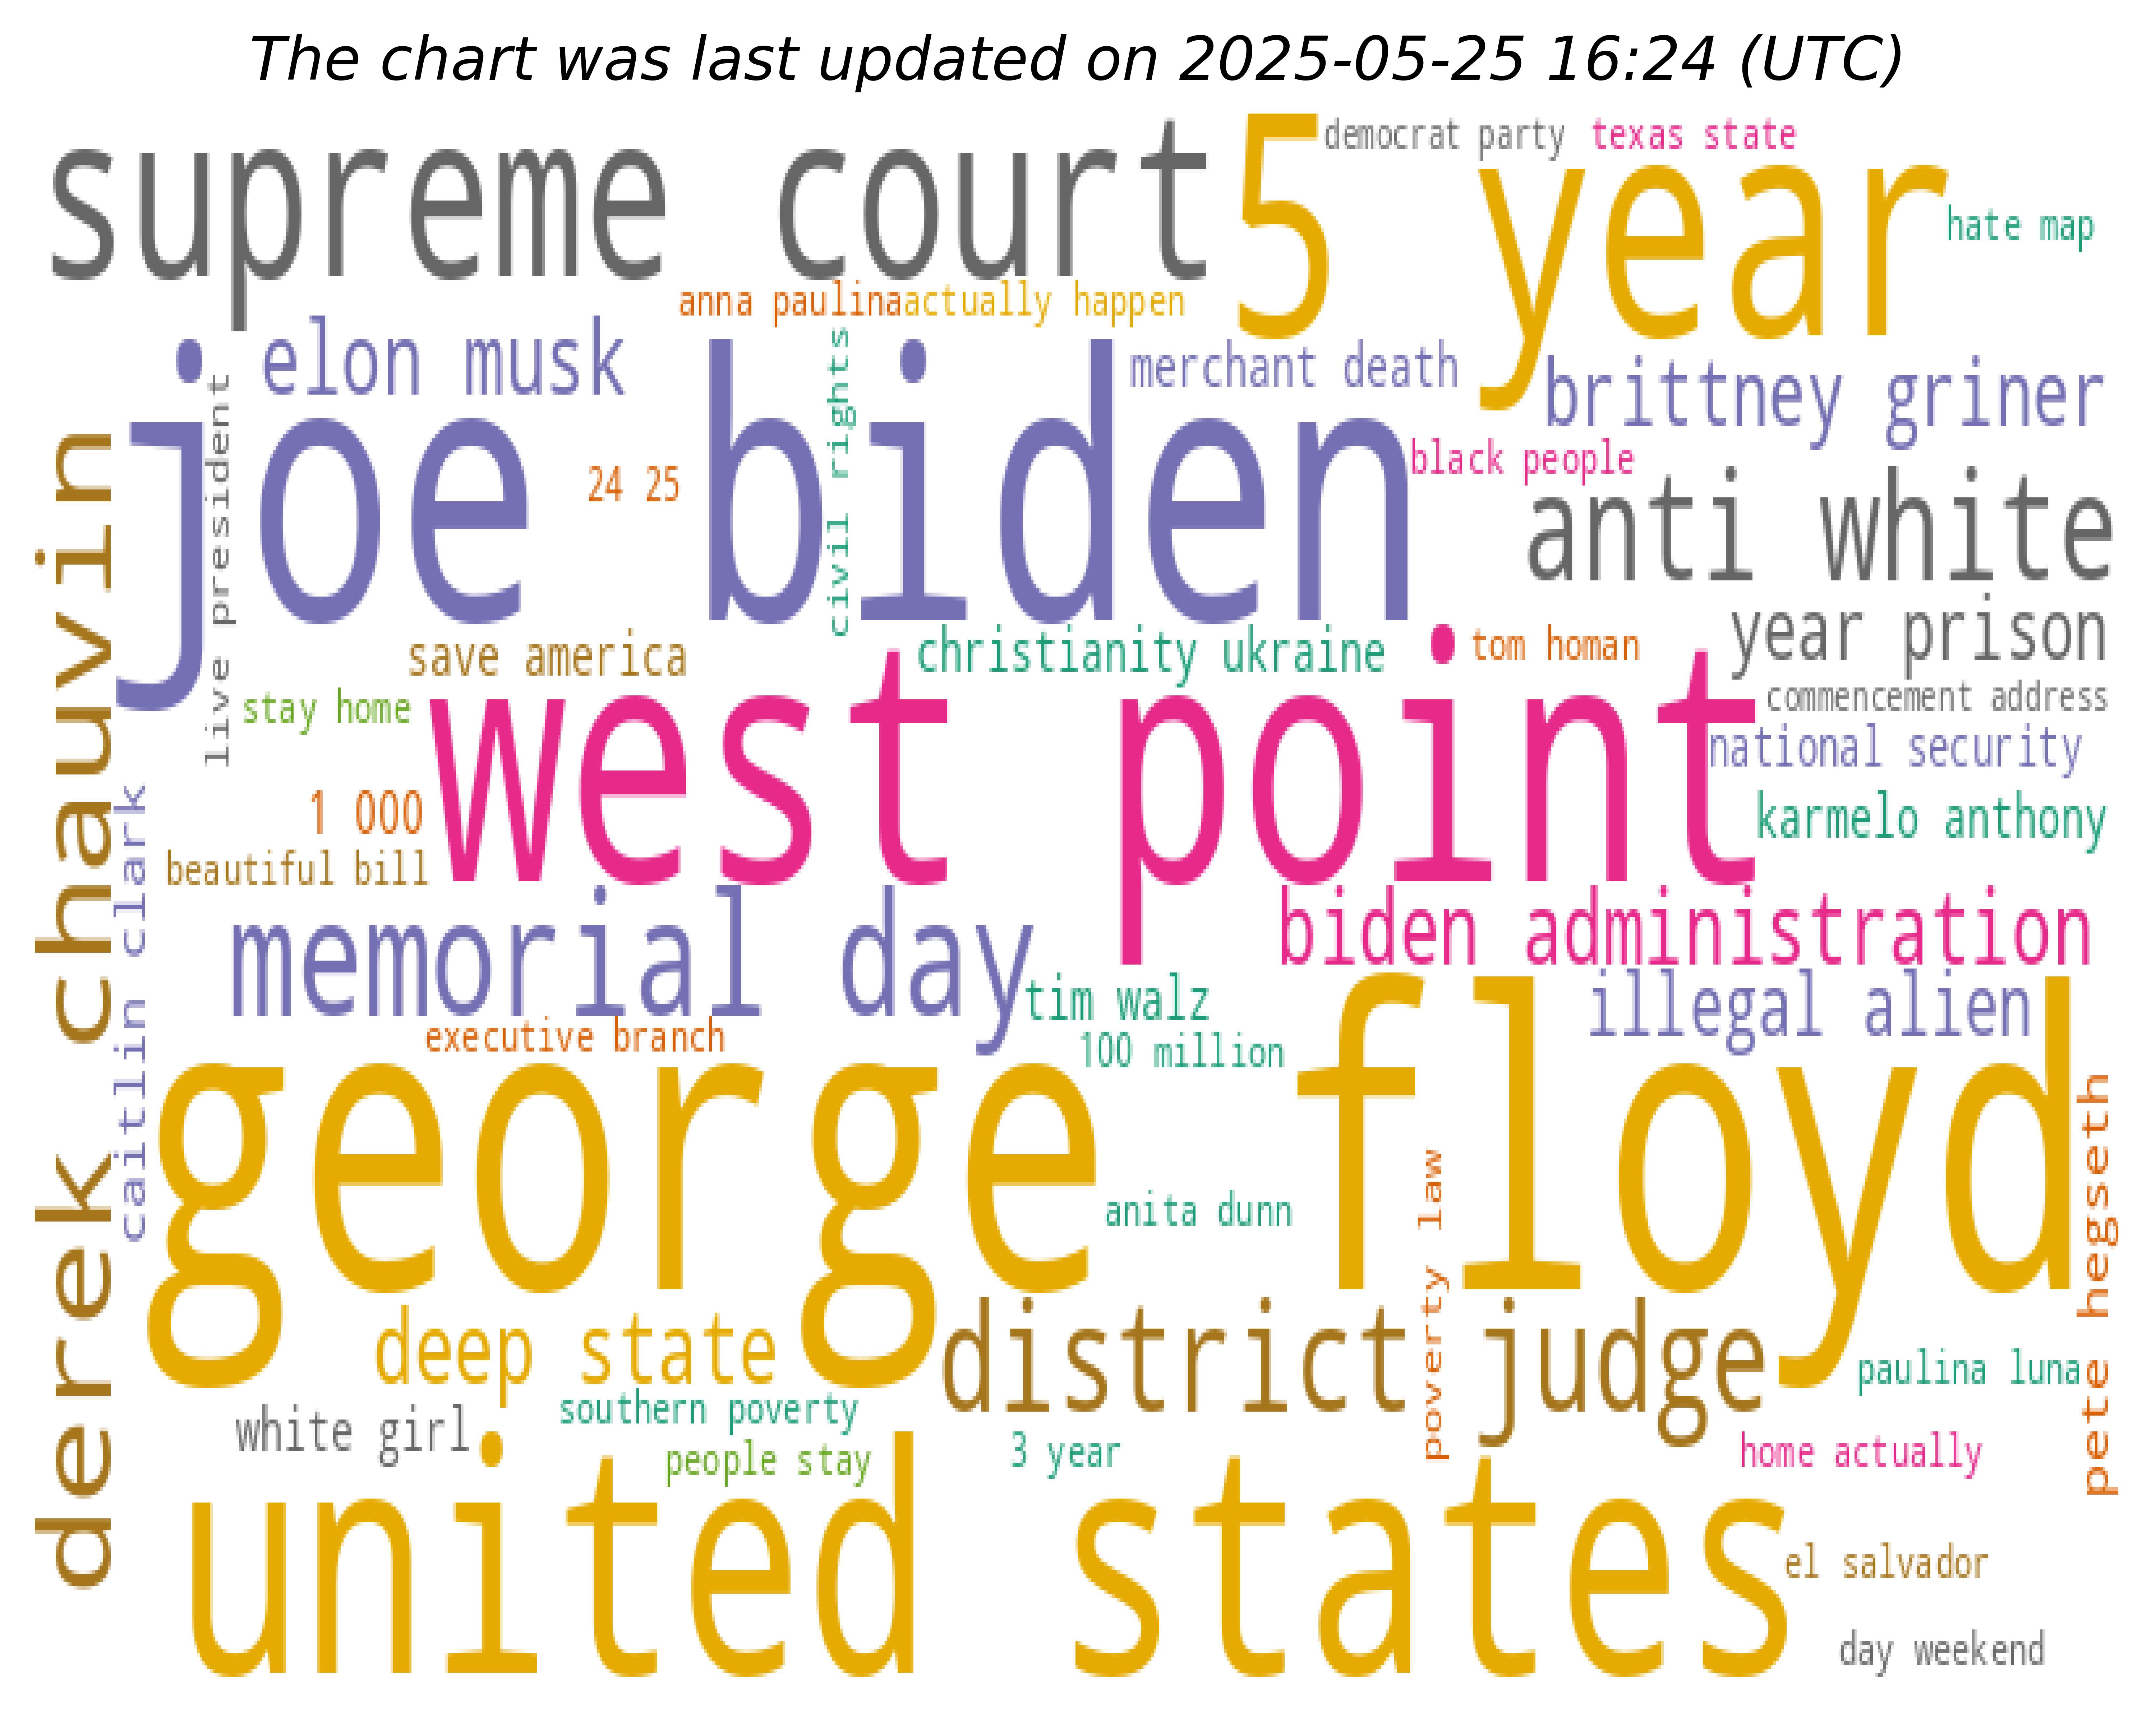 The chart was last updated on 2025-05-25 16:24 (UTC)
supreme court
5 year
democrat party
texas state
hate map
anna paulina
actually happen
elon musk
joe biden
civil rights
merchant death
brittney griner
live president
24 25
black people
anti white
derek chauvin
save america
christianity ukraine
tom homan
year prison
stay home
west point
commencement address
national security
1 000
karmelo anthony
caitlin clark
beautiful bill
memorial day
biden administration
tim walz
illegal alien
executive branch
100 million
george floyd
anita dunn
poverty law
pete hegseth
deep state
district judge
paulina luna
white girl
southern poverty
people stay
3 year
home actually
united states
el salvador
day weekend